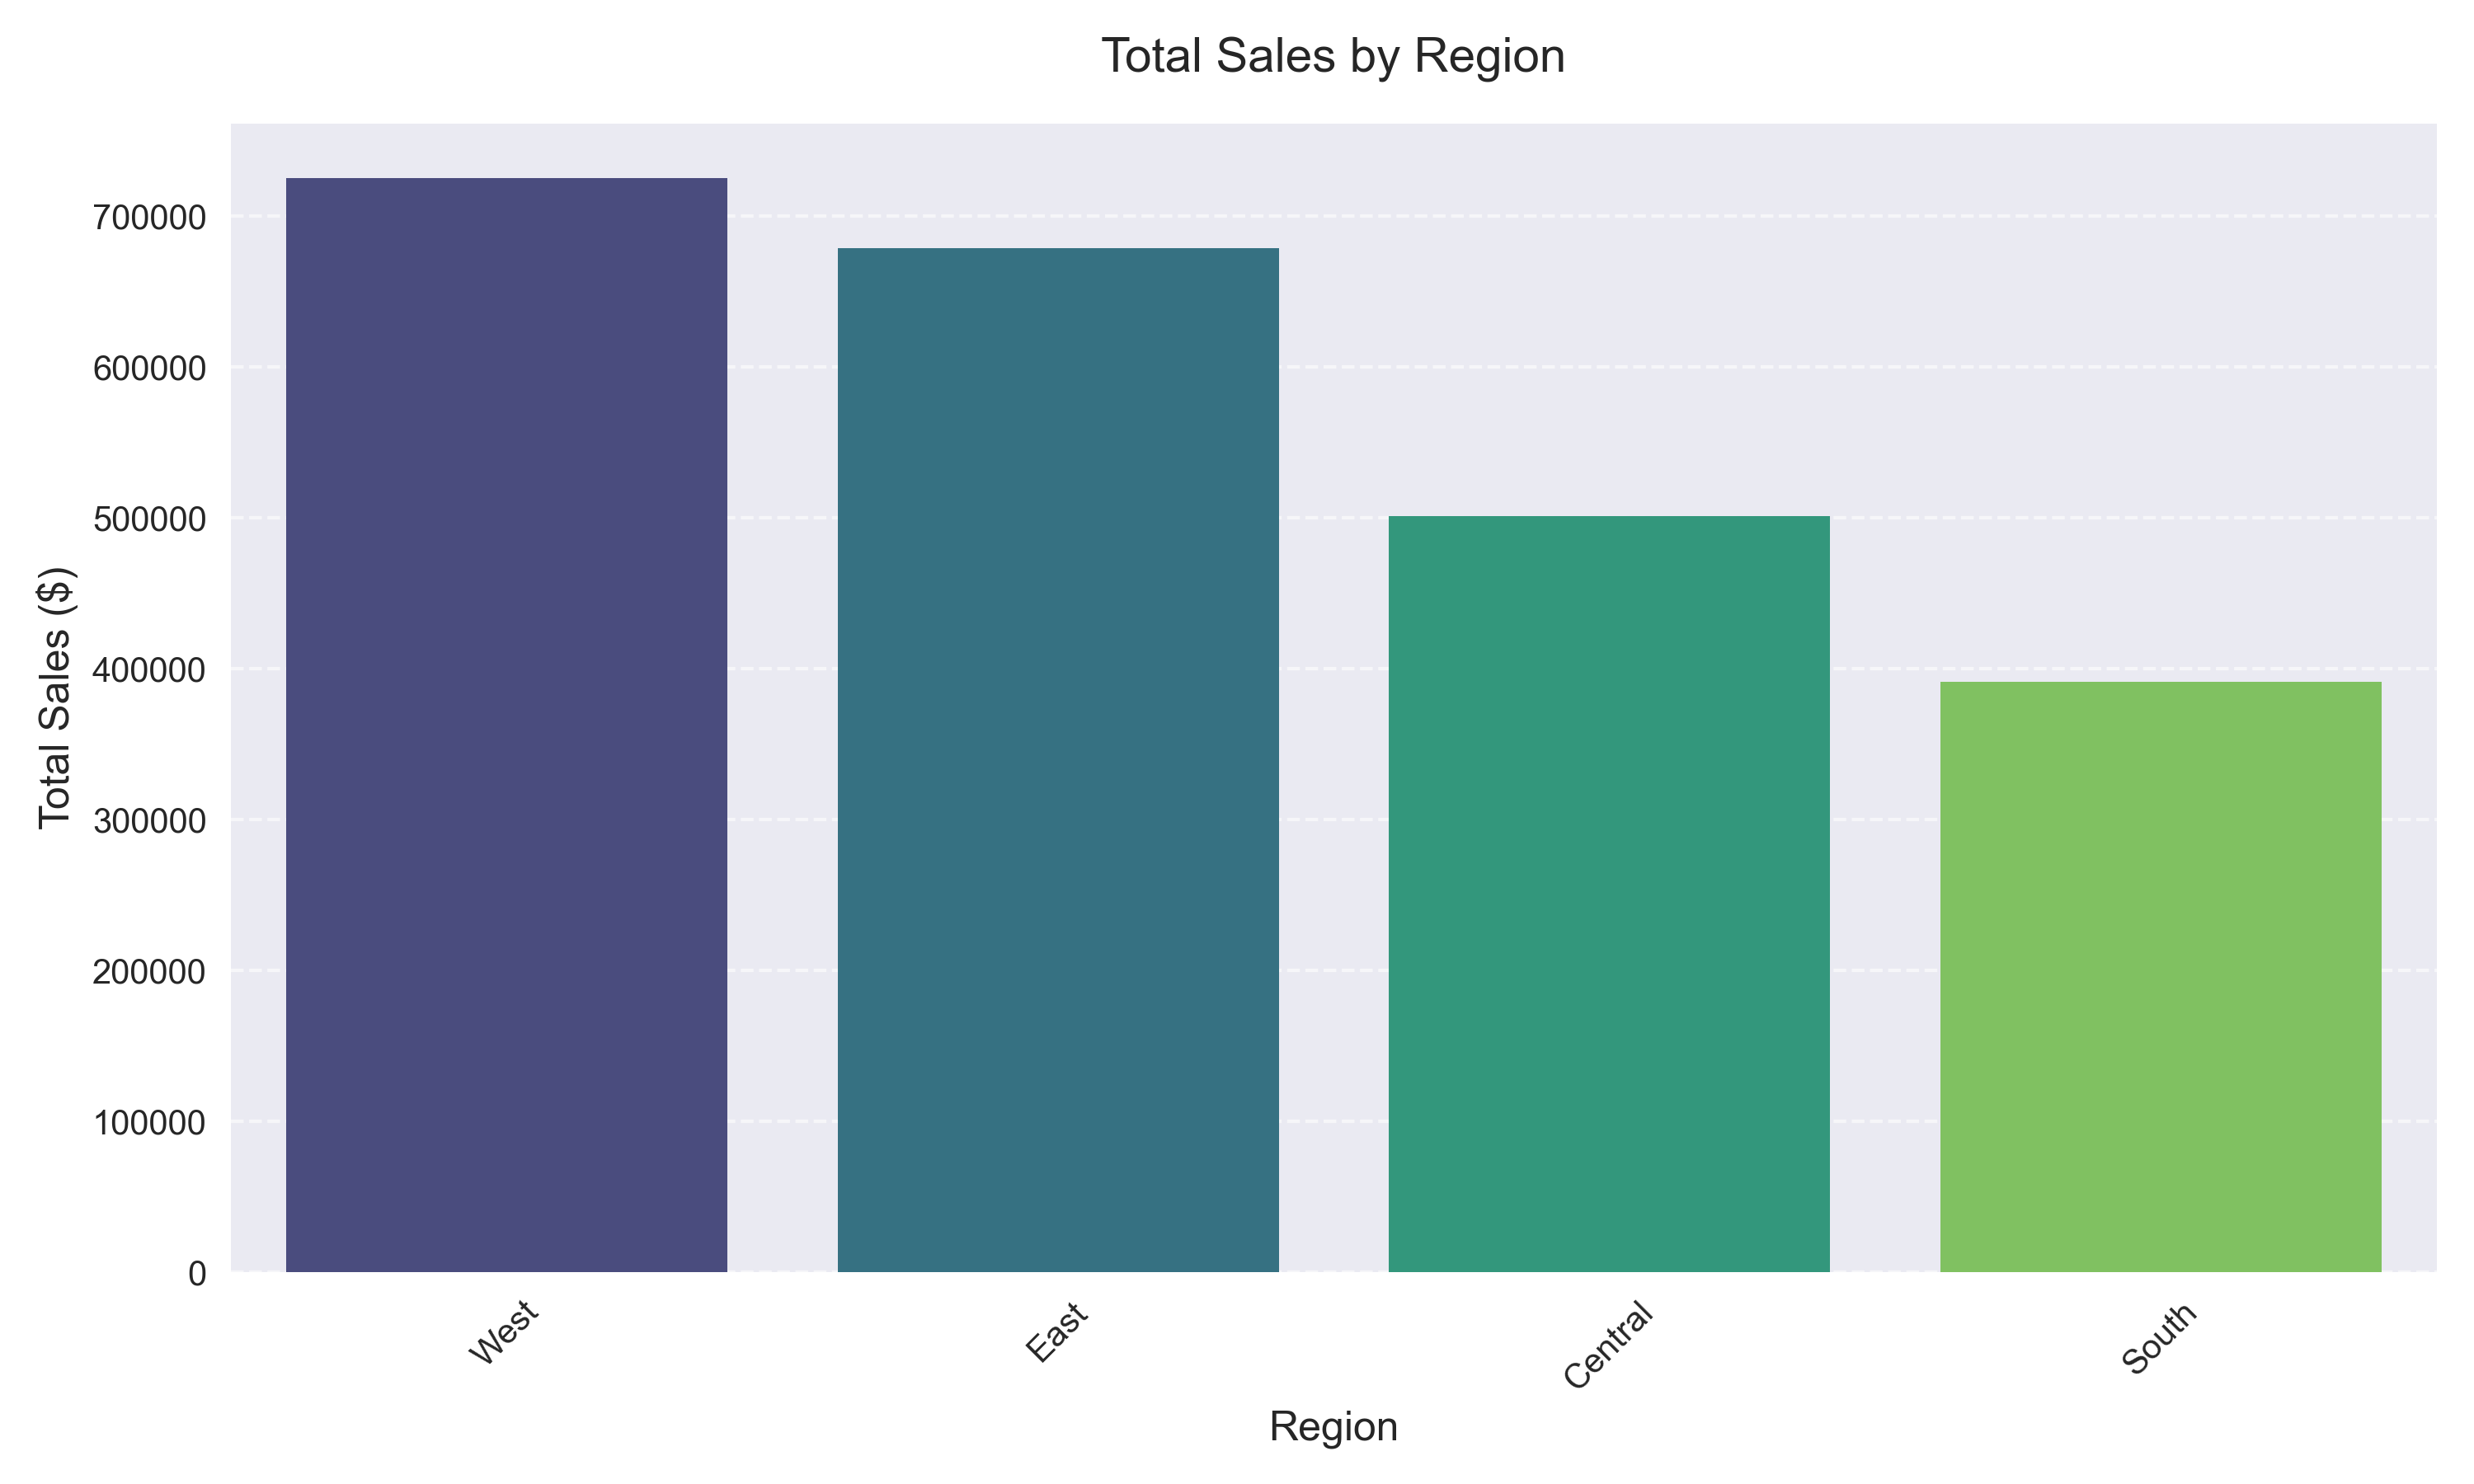 Total Sales by Region
Total Sales ($)
700000
600000
500000
400000
300000
200000
100000
0
West
East
Central
South
Region